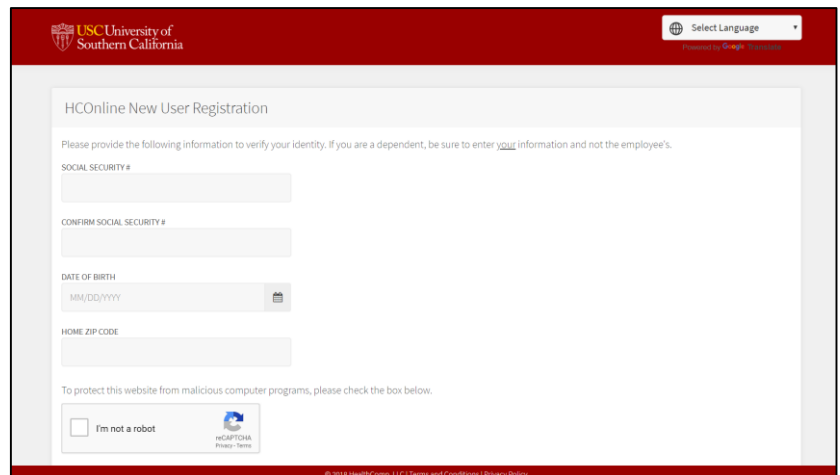 USC University of
Southern California
Select Language
Powered by Google Translate
HCOnline New User Registration
Please provide the following information to verify your identity. If you are a dependent, be sure to enter your information and not the employee's.
SOCIAL SECURITY #
CONFIRM SOCIAL SECURITY #
DATE OF BIRTH
MM/DD/YYYY
HOME ZIP CODE
To protect this website from malicious computer programs, please check the box below.
I'm not a robot
reCAPTCHA
Privacy - Terms
© 2018 HealthComp, LLC | Terms and Conditions | Privacy Policy